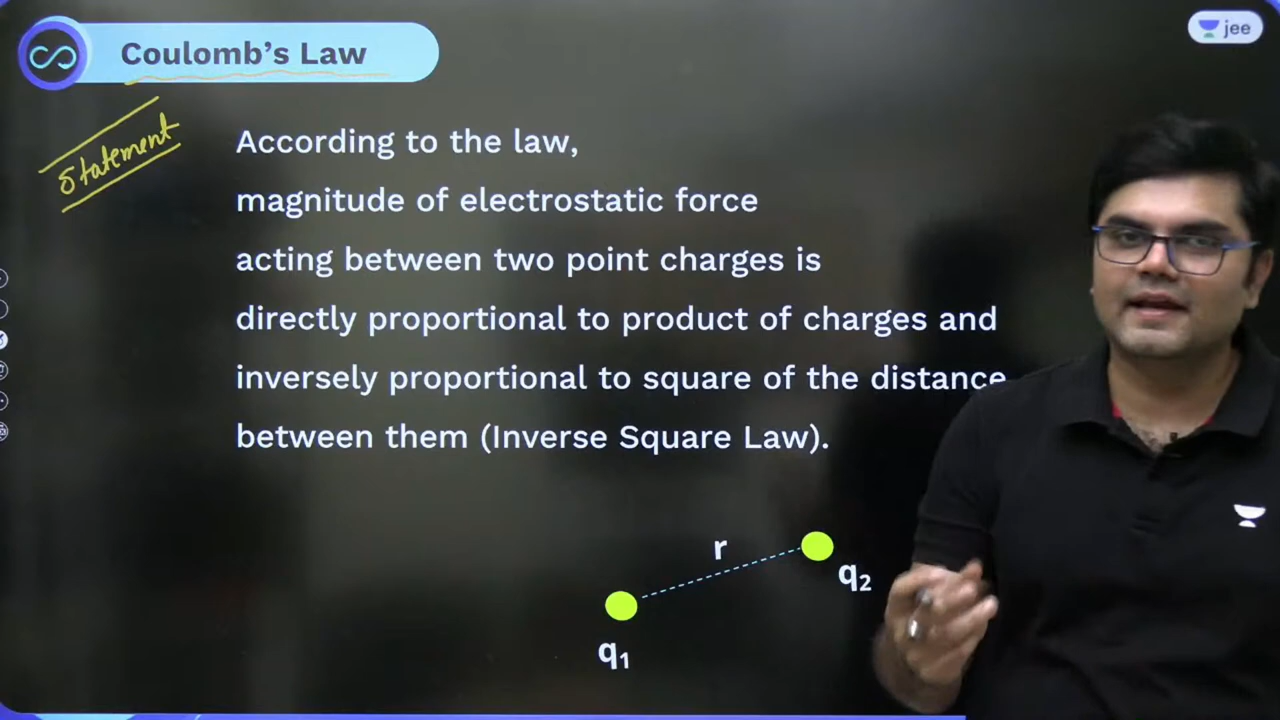 Coulomb's Law
jee
Statement
According to the law,
magnitude of electrostatic force
acting between two point charges is
directly proportional to product of charges and
inversely proportional to square of the distance
between them (Inverse Square Law).
r
q₂
q₁